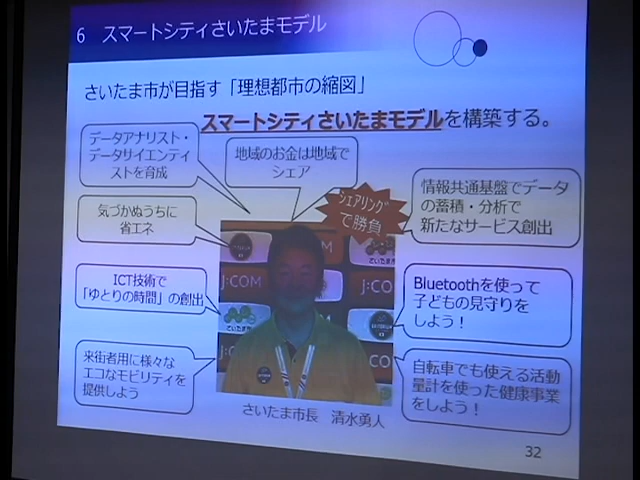 6 スマートシティさいたまモデル
さいたま市が目指す「理想都市の縮図」
スマートシティさいたまモデルを構築する。
データアナリスト・
データサイエンティ
ストを育成
地域のお金は地域で
シェア
シェアリング
で勝負
情報共通基盤でデータ
の蓄積・分析で
新たなサービス創出
気づかぬうちに
省エネ
ICT技術で
「ゆとりの時間」の創出
Bluetoothを使って
子どもの見守りを
しよう！
来街者用に様々な
エコなモビリティを
提供しよう
自転車でも使える活動
量計を使った健康事業
をしよう！
J:COM
J:CO
さいたま市
CO
さいたま市長 清水勇人
32